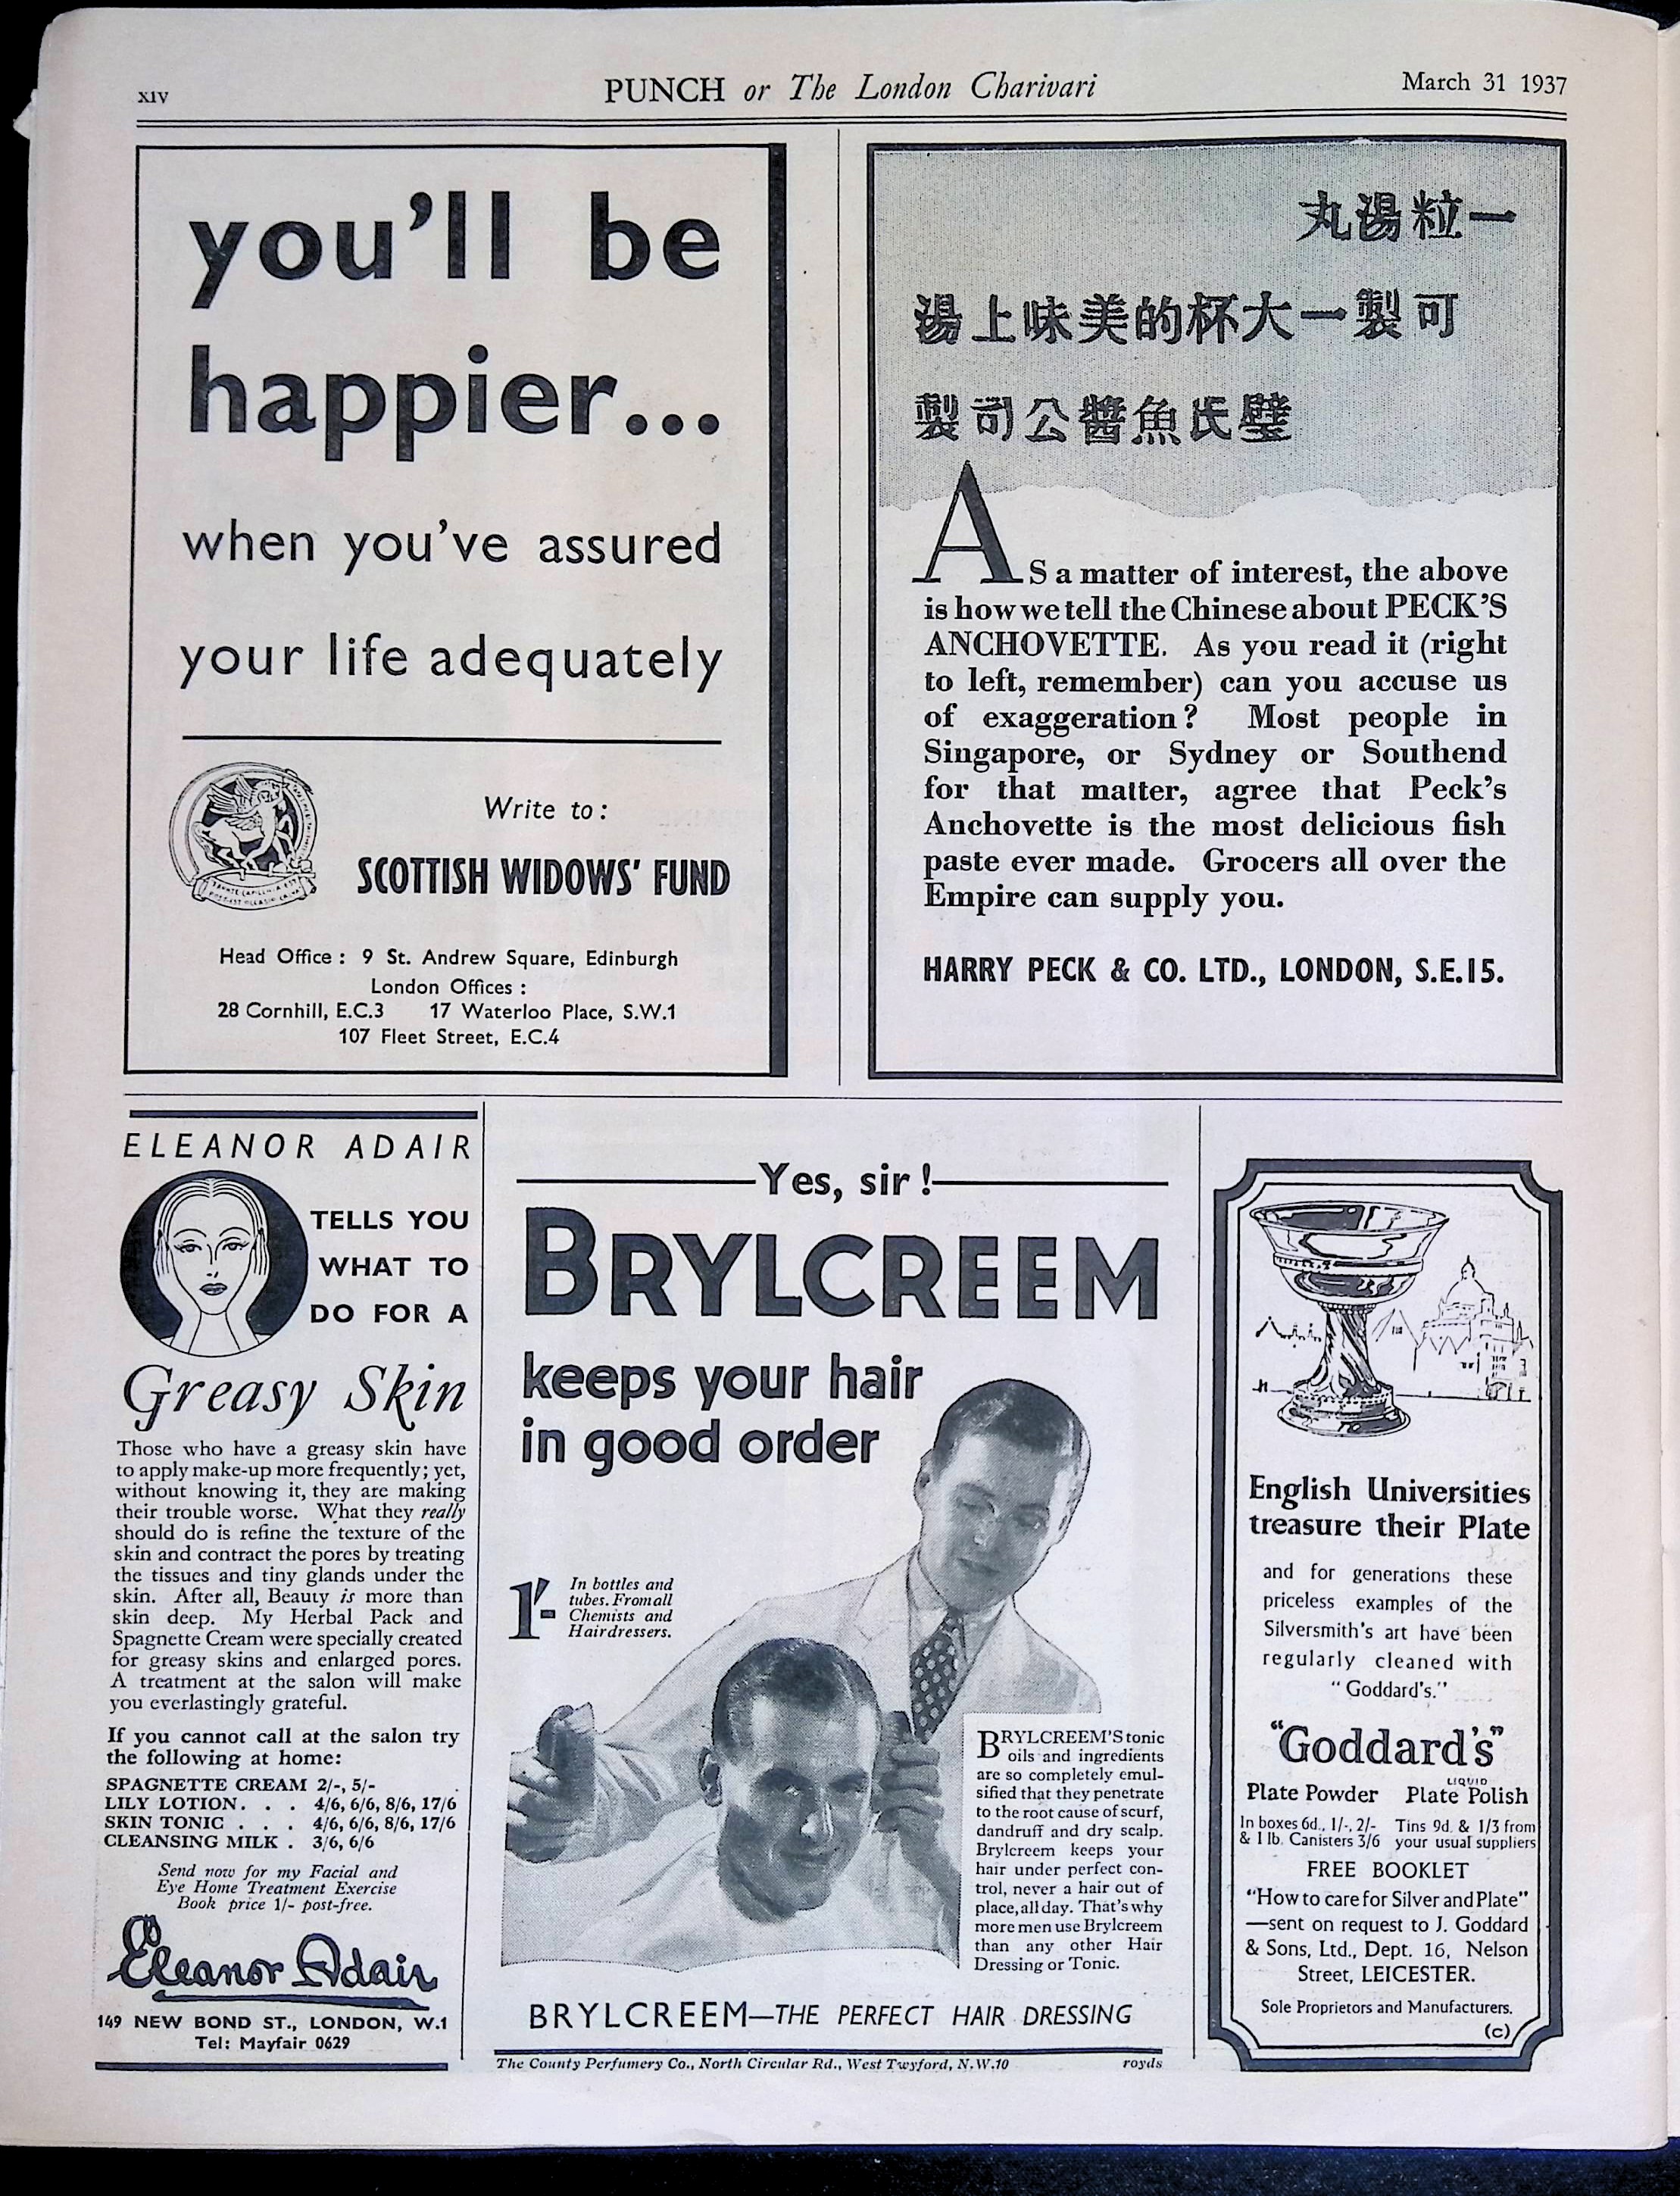 xiv
PUNCH or The London Charivari
March 31 1937
you'll be
happier...
when you've assured
your life adequately
Write to:
SCOTTISH WIDOWS' FUND
Head Office: 9 St. Andrew Square, Edinburgh
London Offices:
28 Cornhill, E.C.3 17 Waterloo Place, S.W.1
107 Fleet Street, E.C.4
丸湯粒一
湯上味美的杯大一製可
製司公醬魚氏璧
As a matter of interest, the above
is how we tell the Chinese about PECK'S
ANCHOVETTE. As you read it (right
to left, remember) can you accuse us
of exaggeration? Most people in
Singapore, or Sydney or Southend
for that matter, agree that Peck's
Anchovette is the most delicious fish
paste ever made. Grocers all over the
Empire can supply you.
HARRY PECK & CO. LTD., LONDON, S.E.15.
ELEANOR ADAIR
TELLS YOU
WHAT TO
DO FOR A
Greasy Skin
Those who have a greasy skin have
to apply make-up more frequently; yet,
without knowing it, they are making
their trouble worse. What they really
should do is refine the texture of the
skin and contract the pores by treating
the tissues and tiny glands under the
skin. After all, Beauty is more than
skin deep. My Herbal Pack and
Spagnette Cream were specially created
for greasy skins and enlarged pores.
A treatment at the salon will make
you everlastingly grateful.
If you cannot call at the salon try
the following at home:
SPAGNETTE CREAM 2/-, 5/-
LILY LOTION. . . 4/6, 6/6, 8/6, 17/6
SKIN TONIC . . . 4/6, 6/6, 8/6, 17/6
CLEANSING MILK . 3/6, 6/6
Send now for my Facial and
Eye Home Treatment Exercise
Book price 1/- post-free.
Eleanor Adair
149 NEW BOND ST., LONDON, W.1
Tel: Mayfair 0629
Yes, sir!
BRYLCREEM
keeps your hair
in good order
1'-
In bottles and
tubes. From all
Chemists and
Hairdressers.
BRYLCREEM'S tonic
oils and ingredients
are so completely emul-
sified that they penetrate
to the root cause of scurf,
dandruff and dry scalp.
Brylcreem keeps your
hair under perfect con-
trol, never a hair out of
place, all day. That's why
more men use Brylcreem
than any other Hair
Dressing or Tonic.
BRYLCREEM—THE PERFECT HAIR DRESSING
The County Perfumery Co., North Circular Rd., West Twyford, N.W.10 royds
English Universities
treasure their Plate
and for generations these
priceless examples of the
Silversmith's art have been
regularly cleaned with
"Goddard's."
"Goddard's"
Plate Powder
LIQUID
Plate Polish
In boxes 6d., 1/-, 2/-
& 1 lb. Canisters 3/6
Tins 9d. & 1/3 from
your usual suppliers
FREE BOOKLET
"How to care for Silver and Plate"
—sent on request to J. Goddard
& Sons, Ltd., Dept. 16, Nelson
Street, LEICESTER.
Sole Proprietors and Manufacturers.
(c)